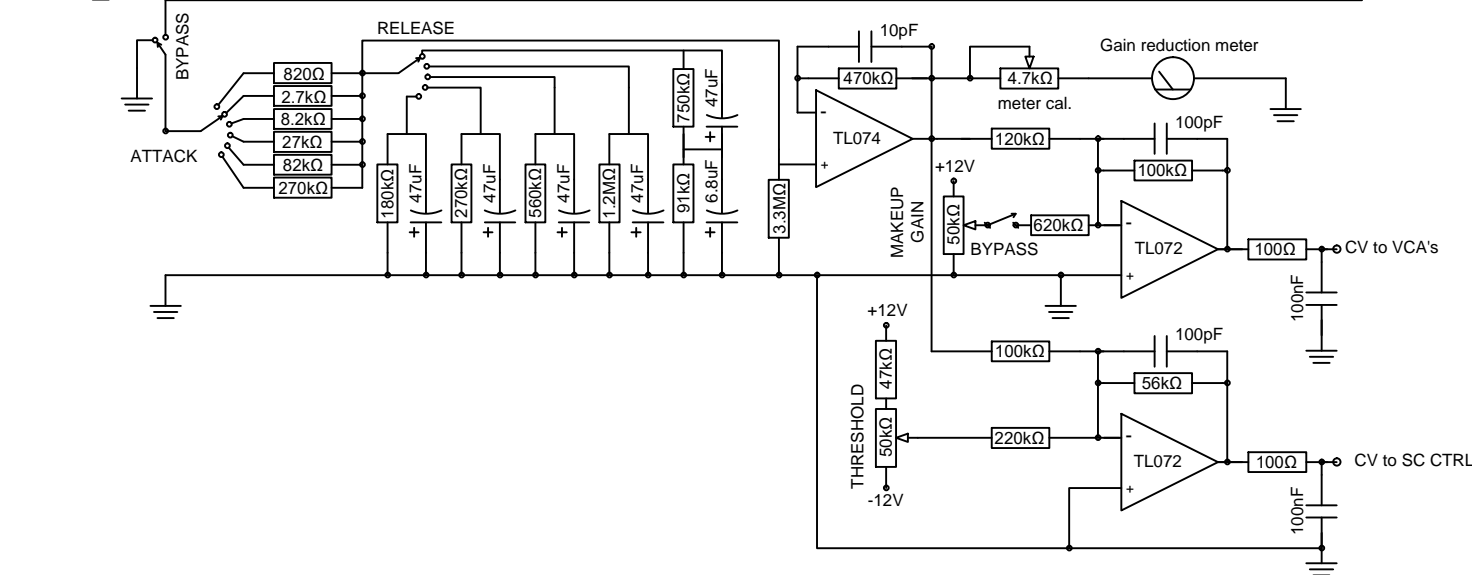 RELEASE
BYPASS
ATTACK
820Ω
2.7kΩ
8.2kΩ
27kΩ
82kΩ
270kΩ
180kΩ
47uF
+
270kΩ
47uF
+
560kΩ
47uF
+
1.2MΩ
47uF
+
750kΩ
47uF
+
91kΩ
6.8uF
+
3.3MΩ
10pF
470kΩ
-
TL074
+
4.7kΩ
meter cal.
Gain reduction meter
120kΩ
100pF
100kΩ
+12V
50kΩ
MAKEUP
GAIN
BYPASS
620kΩ
-
TL072
+
100Ω
CV to VCA's
100nF
+12V
47kΩ
50kΩ
THRESHOLD
-12V
100kΩ
220kΩ
100pF
56kΩ
-
TL072
+
100Ω
CV to SC CTRL
100nF